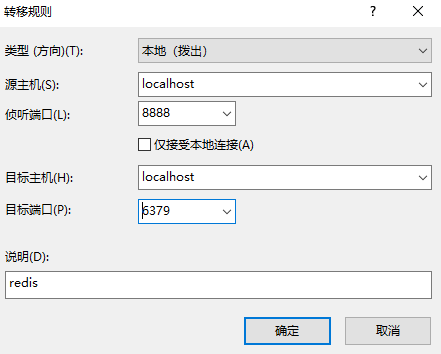 转移规则
类型 (方向)(T):
本地（拨出）
源主机(S):
localhost
侦听端口(L):
8888
仅接受本地连接(A)
目标主机(H):
localhost
目标端口(P):
6379
说明(D):
redis
确定
取消